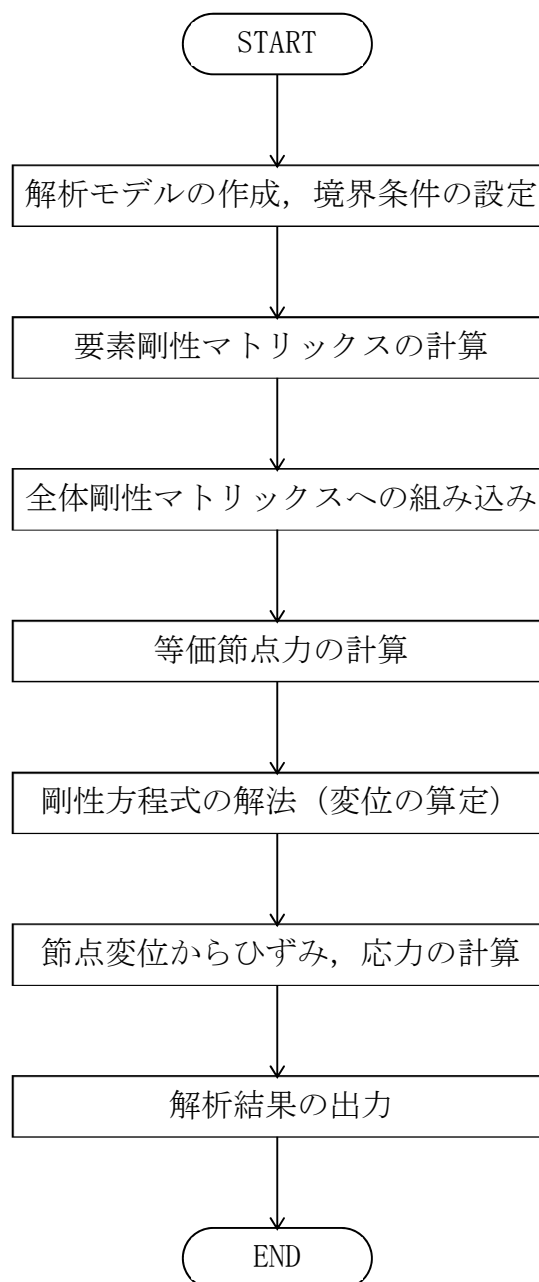 START
解析モデルの作成，境界条件の設定
要素剛性マトリックスの計算
全体剛性マトリックスへの組み込み
等価節点力の計算
剛性方程式の解法（変位の算定）
節点変位からひずみ，応力の計算
解析結果の出力
END